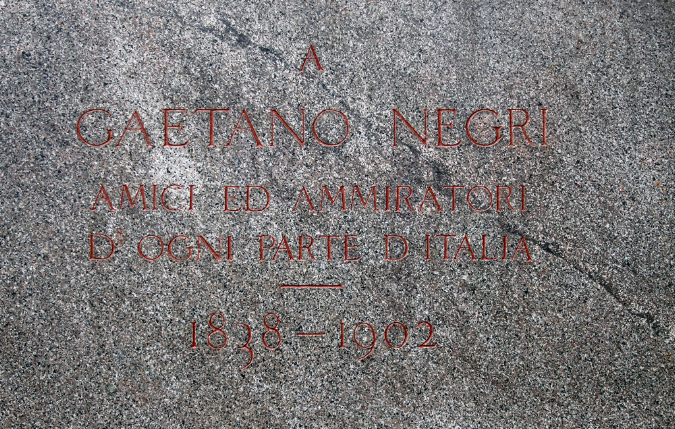 A
GAETANO NEGRI
AMICI ED AMMIRATORI
D' OGNI PARTE D'ITALIA
1838–1902